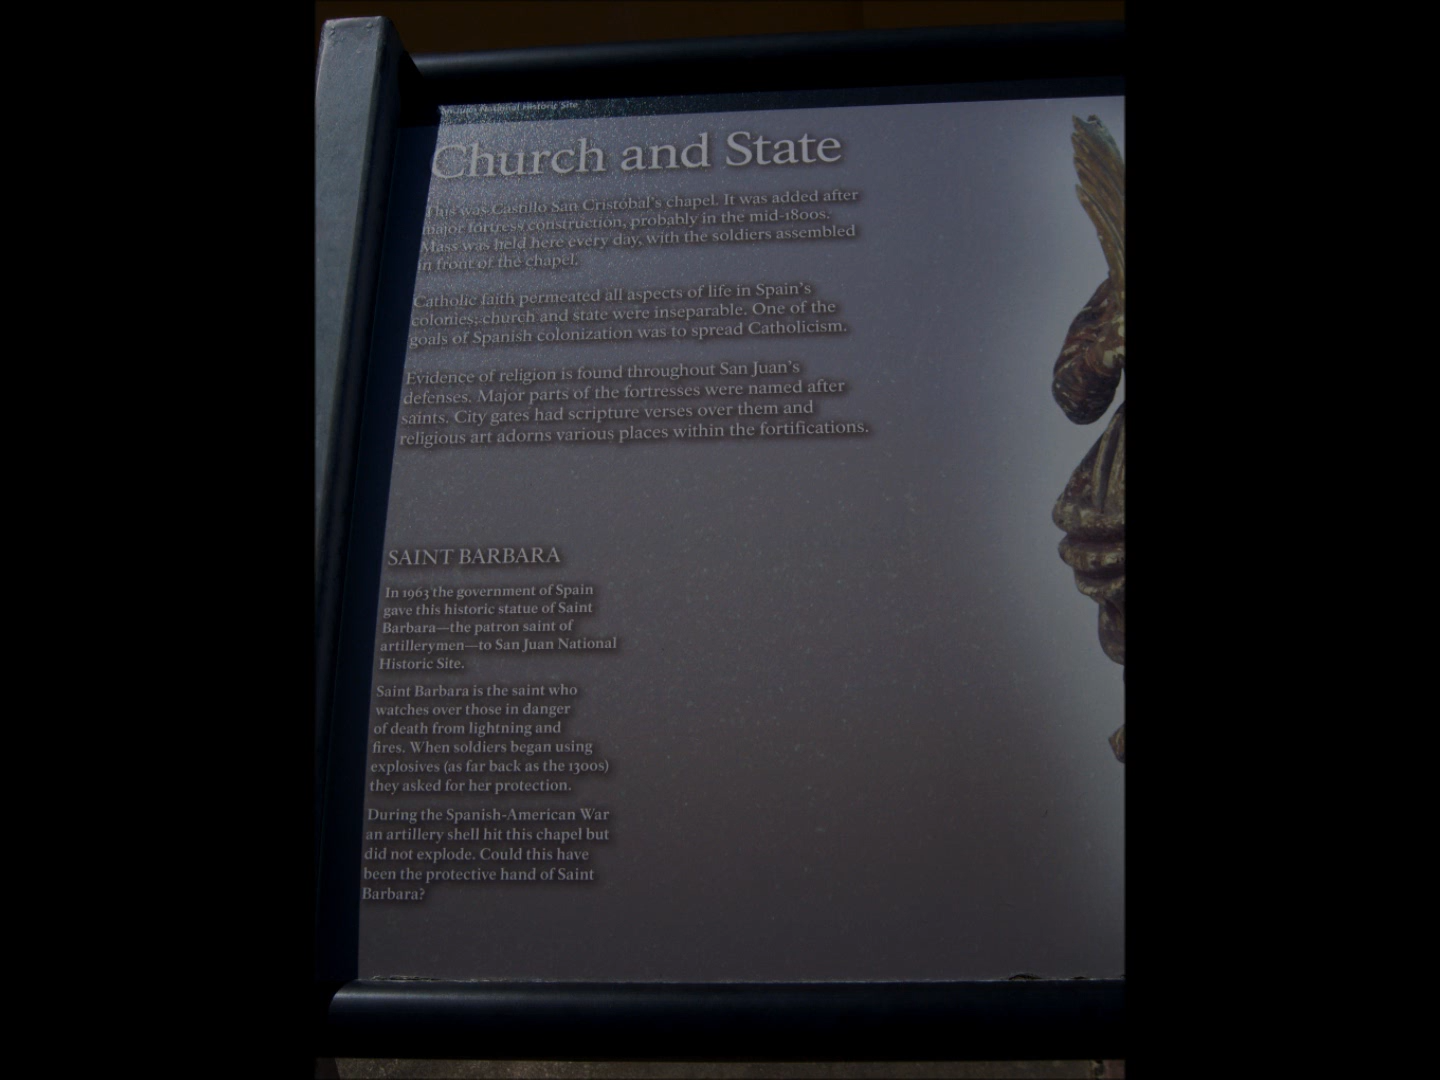 San Juan National Historic Site
Church and State
This was Castillo San Cristóbal's chapel. It was added after
major fortress construction, probably in the mid-1800s.
Mass was held here every day, with the soldiers assembled
in front of the chapel.
Catholic faith permeated all aspects of life in Spain's
colonies; church and state were inseparable. One of the
goals of Spanish colonization was to spread Catholicism.
Evidence of religion is found throughout San Juan's
defenses. Major parts of the fortresses were named after
saints. City gates had scripture verses over them and
religious art adorns various places within the fortifications.
SAINT BARBARA
In 1963 the government of Spain
gave this historic statue of Saint
Barbara—the patron saint of
artillerymen—to San Juan National
Historic Site.
Saint Barbara is the saint who
watches over those in danger
of death from lightning and
fires. When soldiers began using
explosives (as far back as the 1300s)
they asked for her protection.
During the Spanish-American War
an artillery shell hit this chapel but
did not explode. Could this have
been the protective hand of Saint
Barbara?